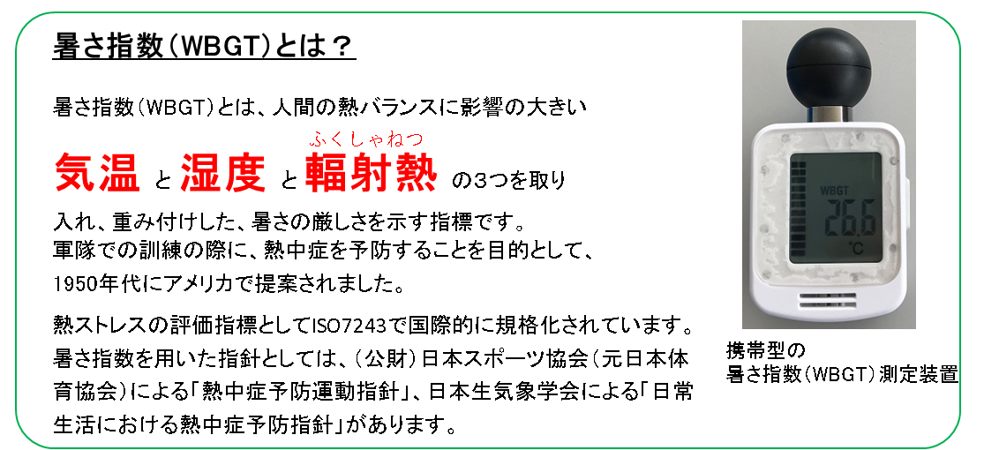 暑さ指数（WBGT）とは？
暑さ指数（WBGT）とは、人間の熱バランスに影響の大きい
ふくしゃねつ
気温 と 湿度 と 輻射熱 の３つを取り
入れ、重み付けした、暑さの厳しさを示す指標です。
軍隊での訓練の際に、熱中症を予防することを目的として、
1950年代にアメリカで提案されました。
熱ストレスの評価指標としてISO7243で国際的に規格化されています。
暑さ指数を用いた指針としては、（公財）日本スポーツ協会（元日本体
育協会）による「熱中症予防運動指針」、日本生気象学会による「日常
生活における熱中症予防指針」があります。
WBGT
26.6
℃
携帯型の
暑さ指数（WBGT）測定装置